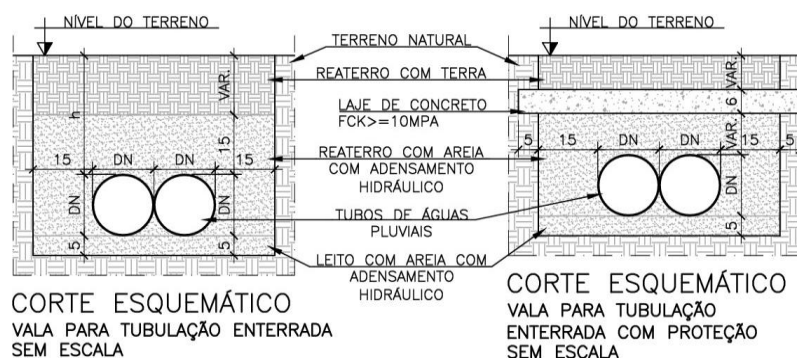 NÍVEL DO TERRENO
NÍVEL DO TERRENO
TERRENO NATURAL
REATERRO COM TERRA
LAJE DE CONCRETO
FCK>=10MPA
REATERRO COM AREIA
COM ADENSAMENTO
HIDRÁULICO
TUBOS DE ÁGUAS
PLUVIAIS
LEITO COM AREIA COM
ADENSAMENTO
HIDRÁULICO
h
VAR.
15
15
DN
DN
15
DN
5
VAR.
6
VAR.
5
15
DN
DN
15
5
DN
5
CORTE ESQUEMÁTICO
VALA PARA TUBULAÇÃO ENTERRADA
SEM ESCALA
CORTE ESQUEMÁTICO
VALA PARA TUBULAÇÃO
ENTERRADA COM PROTEÇÃO
SEM ESCALA